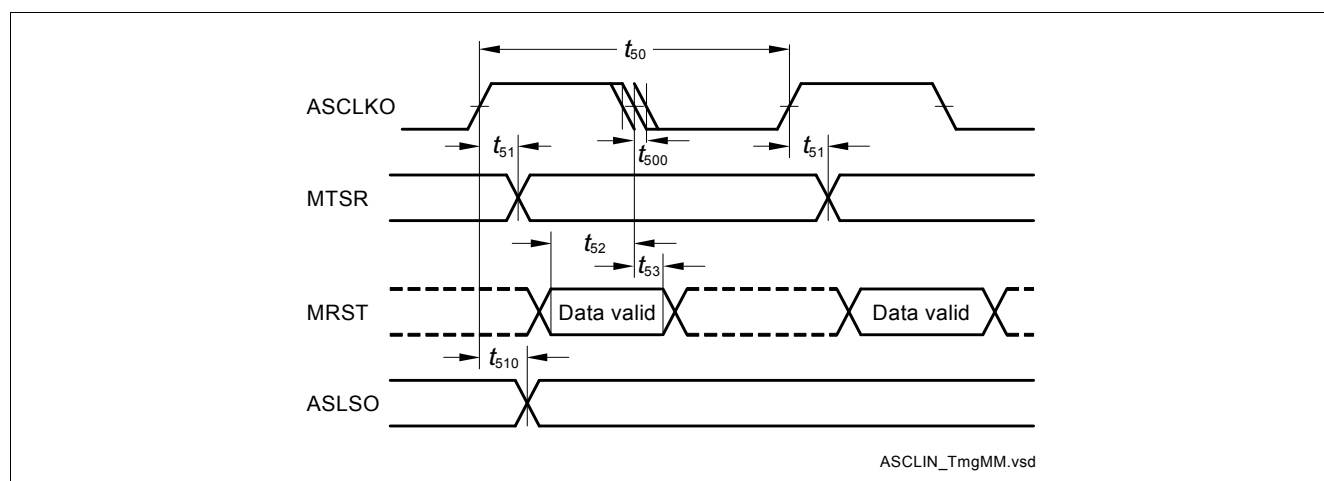 t50
ASCLKO
t51
t500
t51
MTSR
t52
t53
MRST
Data valid
Data valid
t510
ASLSO
ASCLIN_TmgMM.vsd